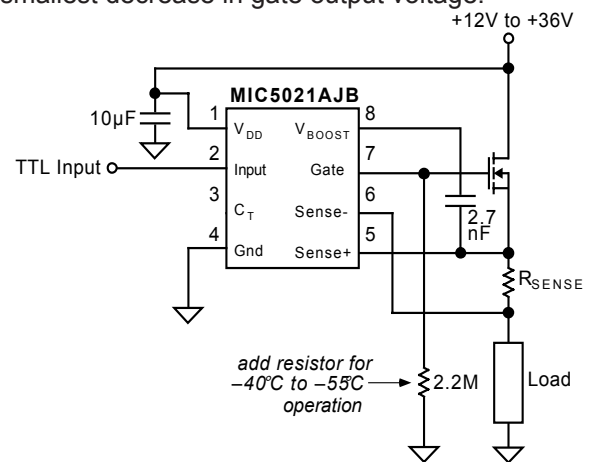 smallest decrease in gate output voltage.
+12V to +36V
MIC5021AJB
10µF
1
V_DD
V_BOOST
8
TTL Input
2
Input
Gate
7
3
C_T
Sense-
6
4
Gnd
Sense+
5
2.7
nF
R_SENSE
add resistor for
–40°C to –55°C
operation
2.2M
Load